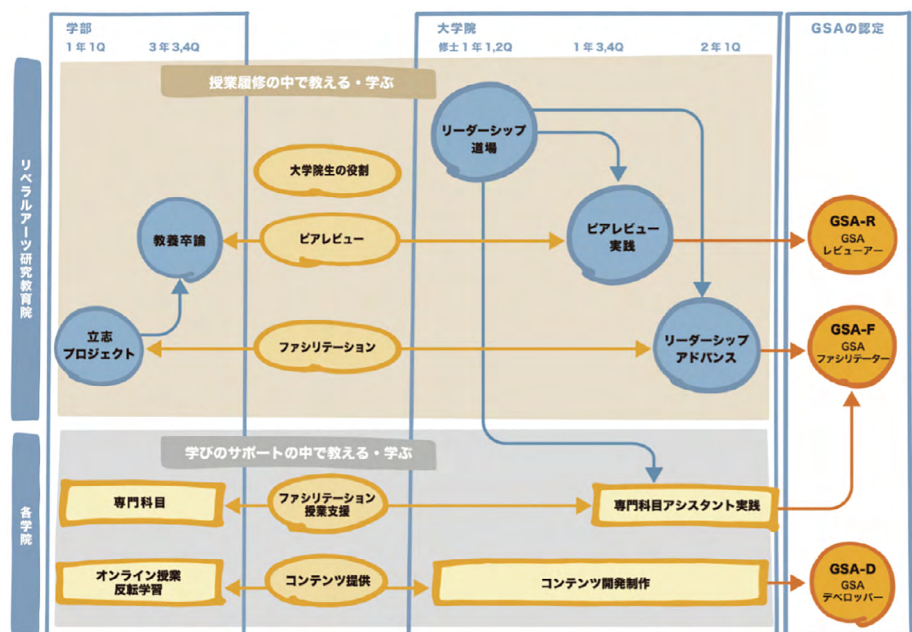 学部
大学院
GSAの認定
1年1Q
3年3,4Q
修士1年1,2Q
1年3,4Q
2年1Q
リベラルアーツ研究教育院
授業履修の中で教える・学ぶ
リーダーシップ
道場
大学院生の役割
教養卒論
ピアレビュー
ピアレビュー
実践
GSA-R
GSA
レビューアー
立志
プロジェクト
ファシリテーション
リーダーシップ
アドバンス
GSA-F
GSA
ファシリテーター
各学院
学びのサポートの中で教える・学ぶ
専門科目
ファシリテーション
授業支援
専門科目アシスタント実践
オンライン授業
反転学習
コンテンツ提供
コンテンツ開発制作
GSA-D
GSA
デベロッパー